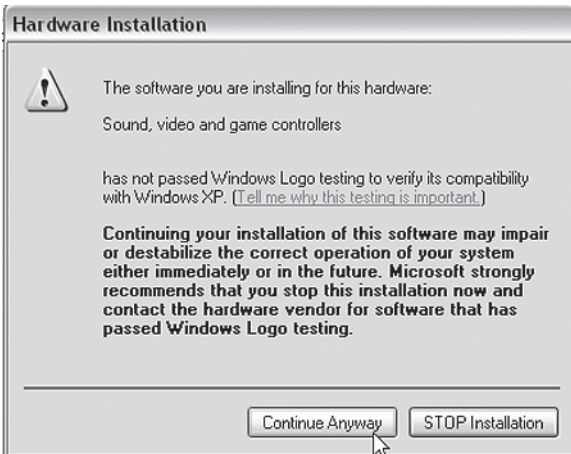 Hardware Installation
The software you are installing for this hardware:
Sound, video and game controllers
has not passed Windows Logo testing to verify its compatibility
with Windows XP. (Tell me why this testing is important.)
Continuing your installation of this software may impair
or destabilize the correct operation of your system
either immediately or in the future. Microsoft strongly
recommends that you stop this installation now and
contact the hardware vendor for software that has
passed Windows Logo testing.
Continue Anyway STOP Installation